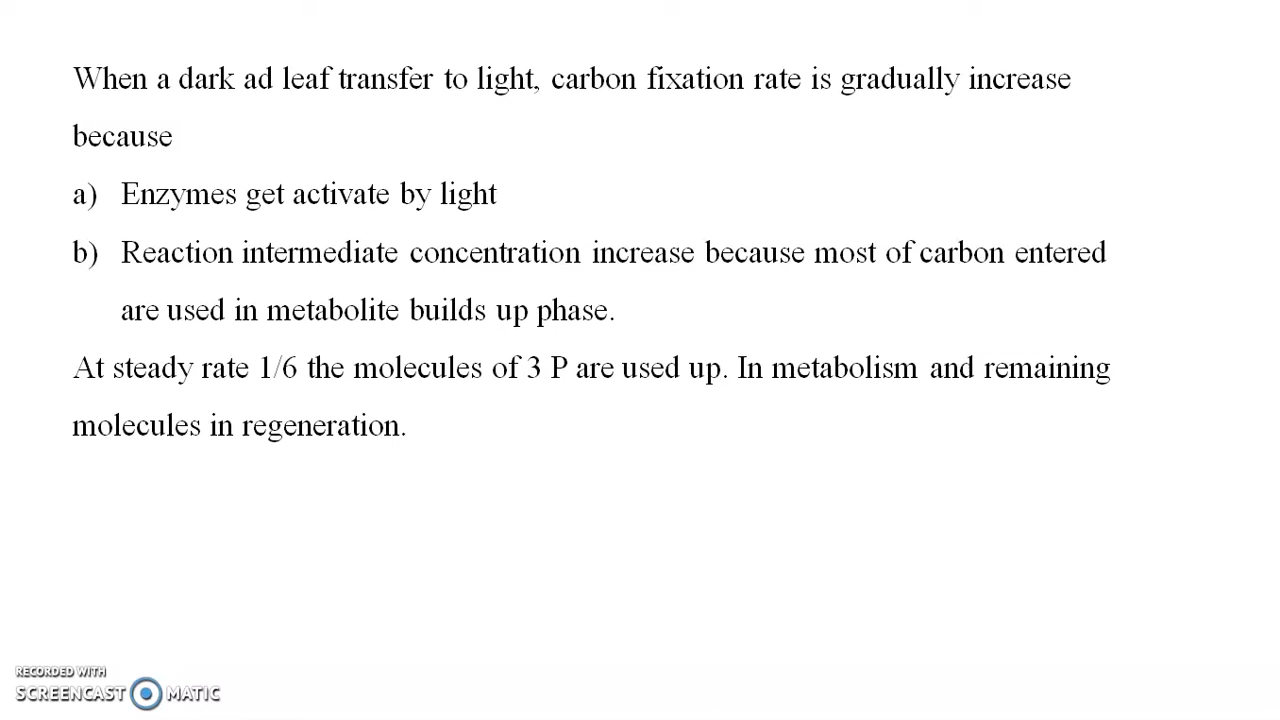 When a dark ad leaf transfer to light, carbon fixation rate is gradually increase
because
a) Enzymes get activate by light
b) Reaction intermediate concentration increase because most of carbon entered
are used in metabolite builds up phase.
At steady rate 1/6 the molecules of 3 P are used up. In metabolism and remaining
molecules in regeneration.
RECORDED WITH
SCREENCAST MATIC